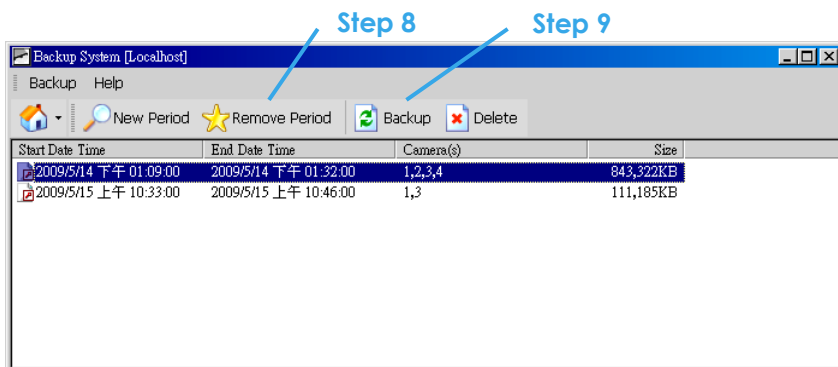 Step 8 Step 9
Backup System [Localhost]
Backup Help
New Period Remove Period Backup Delete
Start Date Time End Date Time Camera(s) Size
2009/5/14 下午 01:09:00 2009/5/14 下午 01:32:00 1,2,3,4 843,322KB
2009/5/15 上午 10:33:00 2009/5/15 上午 10:46:00 1,3 111,185KB